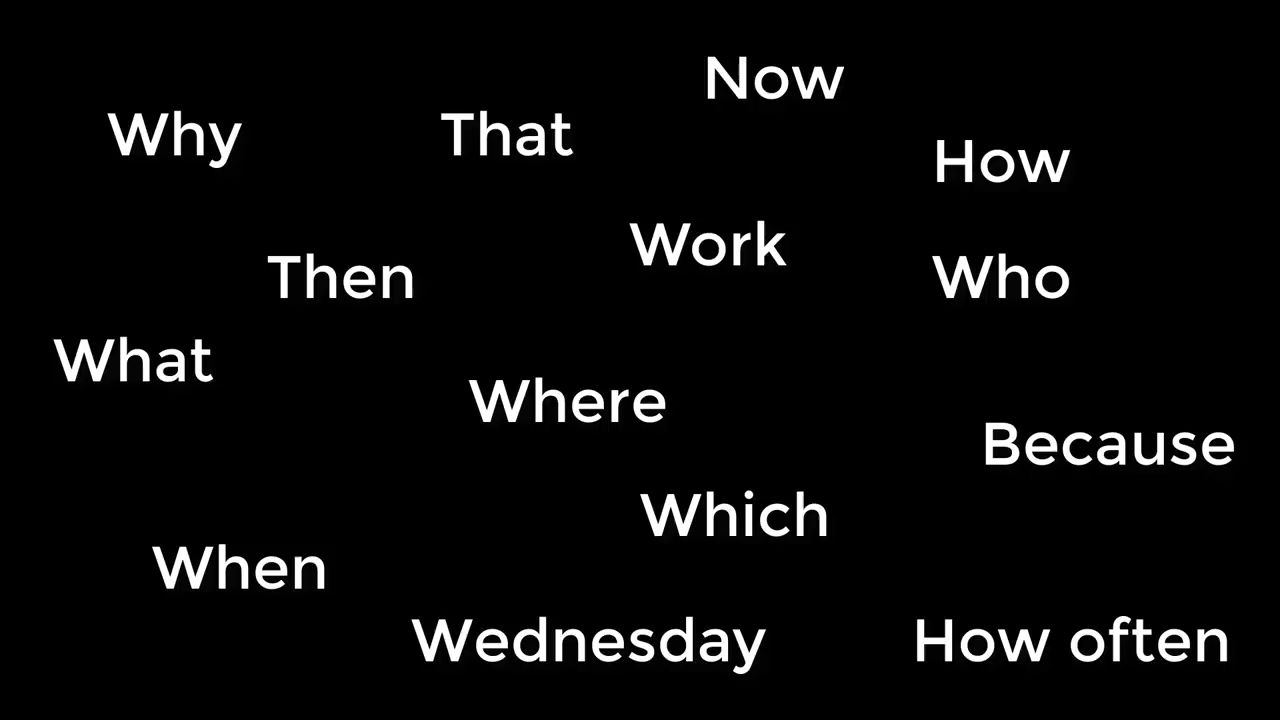 Now
Why
That
How
Work
Then
Who
What
Where
Because
Which
When
Wednesday
How often